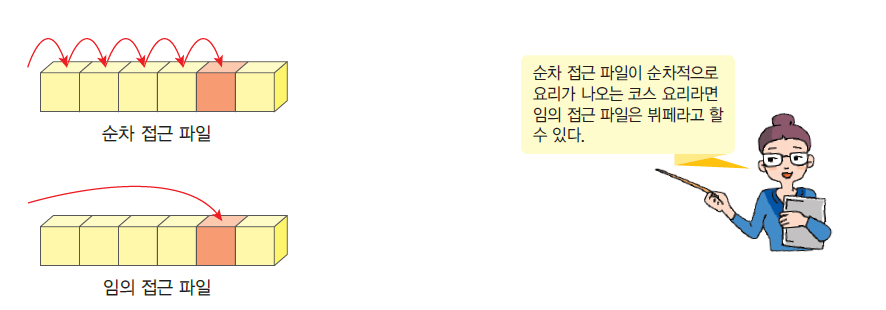 순차 접근 파일
임의 접근 파일
순차 접근 파일이 순차적으로
요리가 나오는 코스 요리라면
임의 접근 파일은 뷔페라고 할
수 있다.